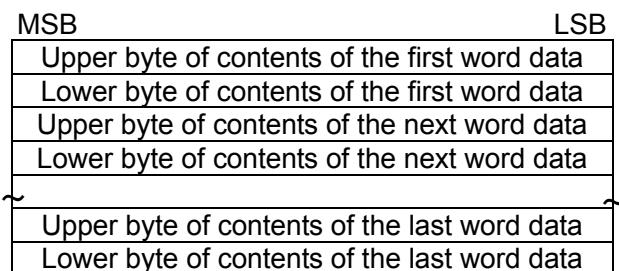 MSB LSB
Upper byte of contents of the first word data
Lower byte of contents of the first word data
Upper byte of contents of the next word data
Lower byte of contents of the next word data
~ ~
Upper byte of contents of the last word data
Lower byte of contents of the last word data